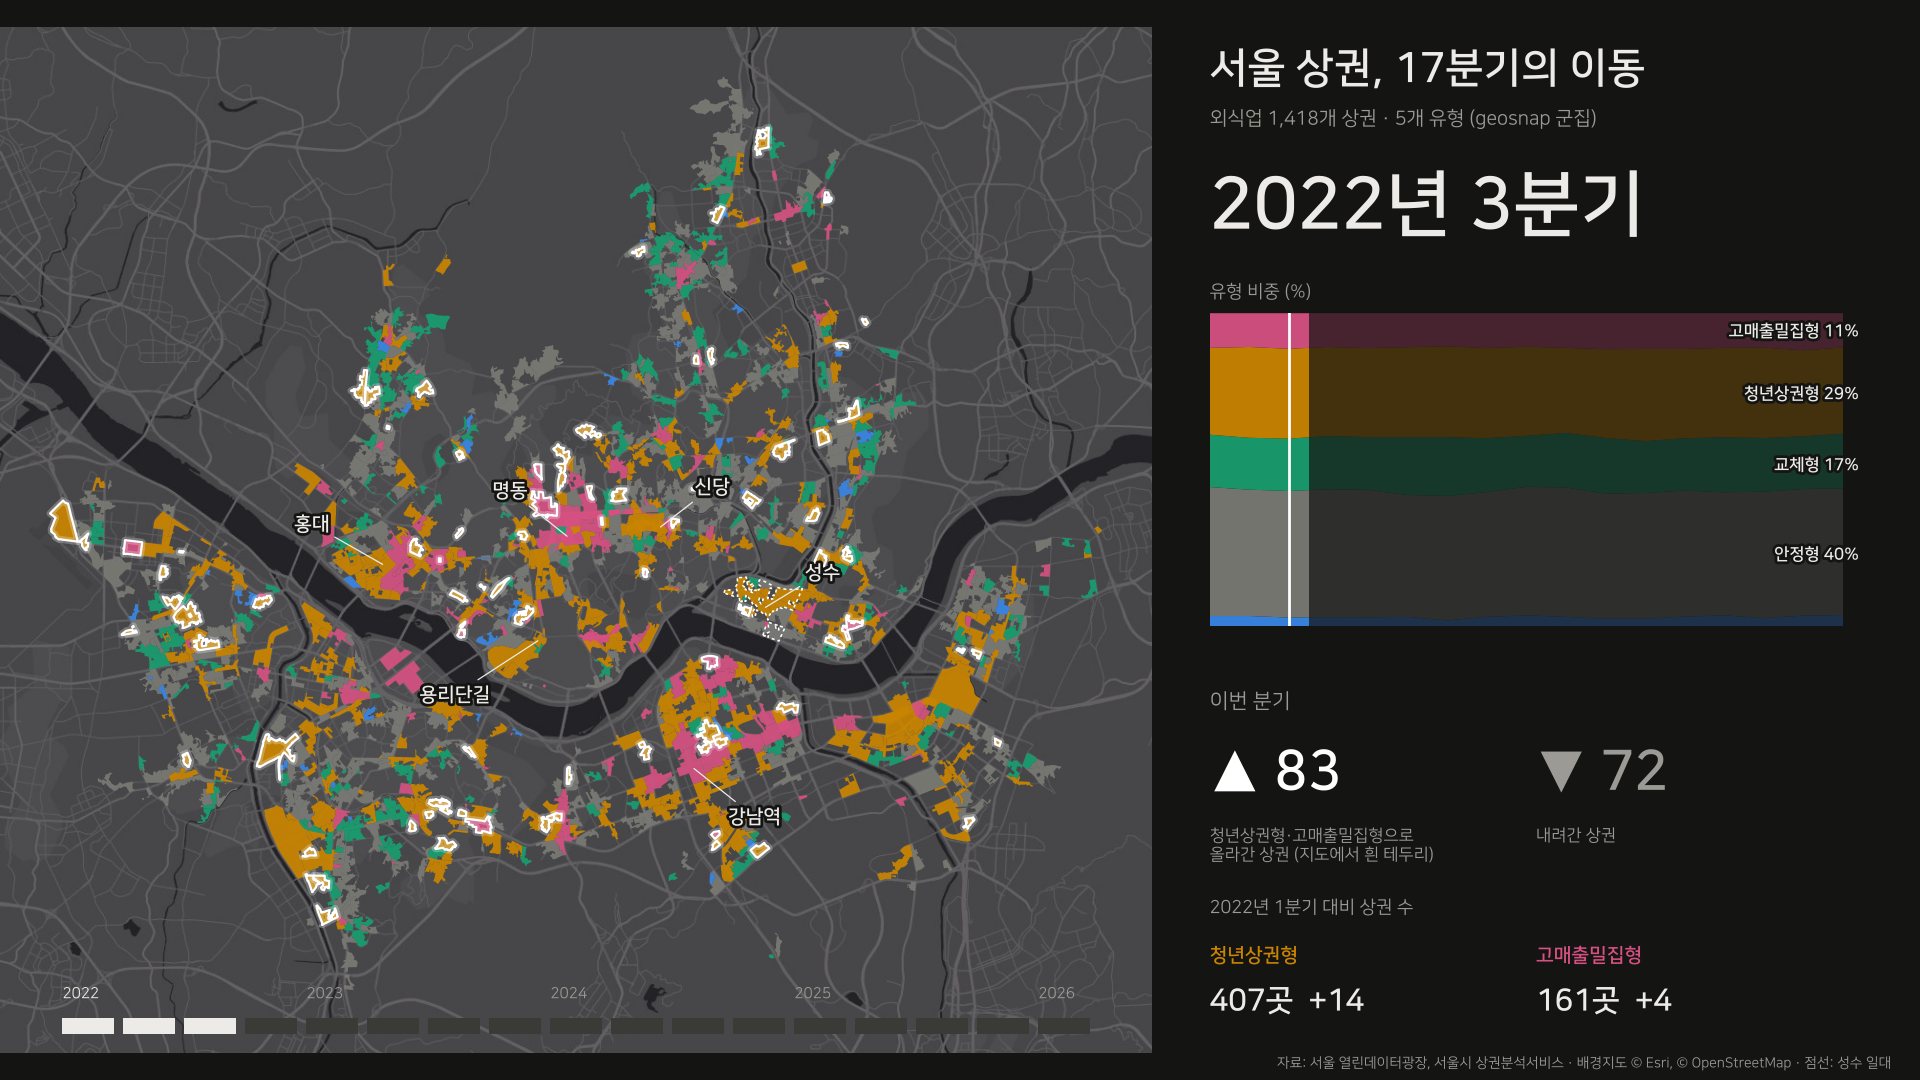 서울 상권, 17분기의 이동
외식업 1,418개 상권 · 5개 유형 (geosnap 군집)
2022년 3분기
유형 비중 (%)
고매출밀집형 11%
청년상권형 29%
교체형 17%
안정형 40%
이번 분기
▲ 83
▼ 72
청년상권형·고매출밀집형으로
올라간 상권 (지도에서 흰 테두리)
내려간 상권
2022년 1분기 대비 상권 수
청년상권형
고매출밀집형
407곳 +14
161곳 +4
명동
신당
홍대
성수
용리단길
강남역
2022
2023
2024
2025
2026
자료: 서울 열린데이터광장, 서울시 상권분석서비스 · 배경지도 © Esri, © OpenStreetMap · 점선: 성수 일대